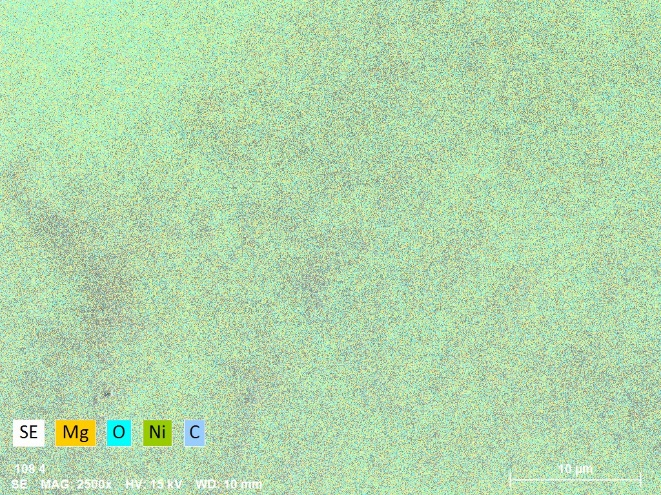 SE Mg O Ni C
108 4
10 µm
SE MAG: 2500x HV: 15 kV WD: 10 mm